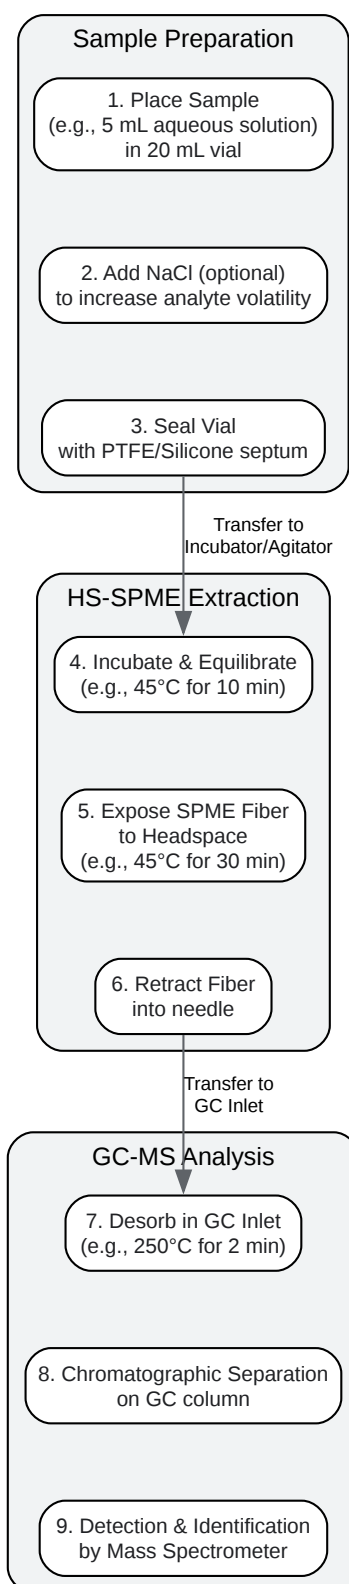 Sample Preparation
1. Place Sample
(e.g., 5 mL aqueous solution)
in 20 mL vial
2. Add NaCl (optional)
to increase analyte volatility
3. Seal Vial
with PTFE/Silicone septum
Transfer to
Incubator/Agitator
HS-SPME Extraction
4. Incubate & Equilibrate
(e.g., 45°C for 10 min)
5. Expose SPME Fiber
to Headspace
(e.g., 45°C for 30 min)
6. Retract Fiber
into needle
Transfer to
GC Inlet
GC-MS Analysis
7. Desorb in GC Inlet
(e.g., 250°C for 2 min)
8. Chromatographic Separation
on GC column
9. Detection & Identification
by Mass Spectrometer